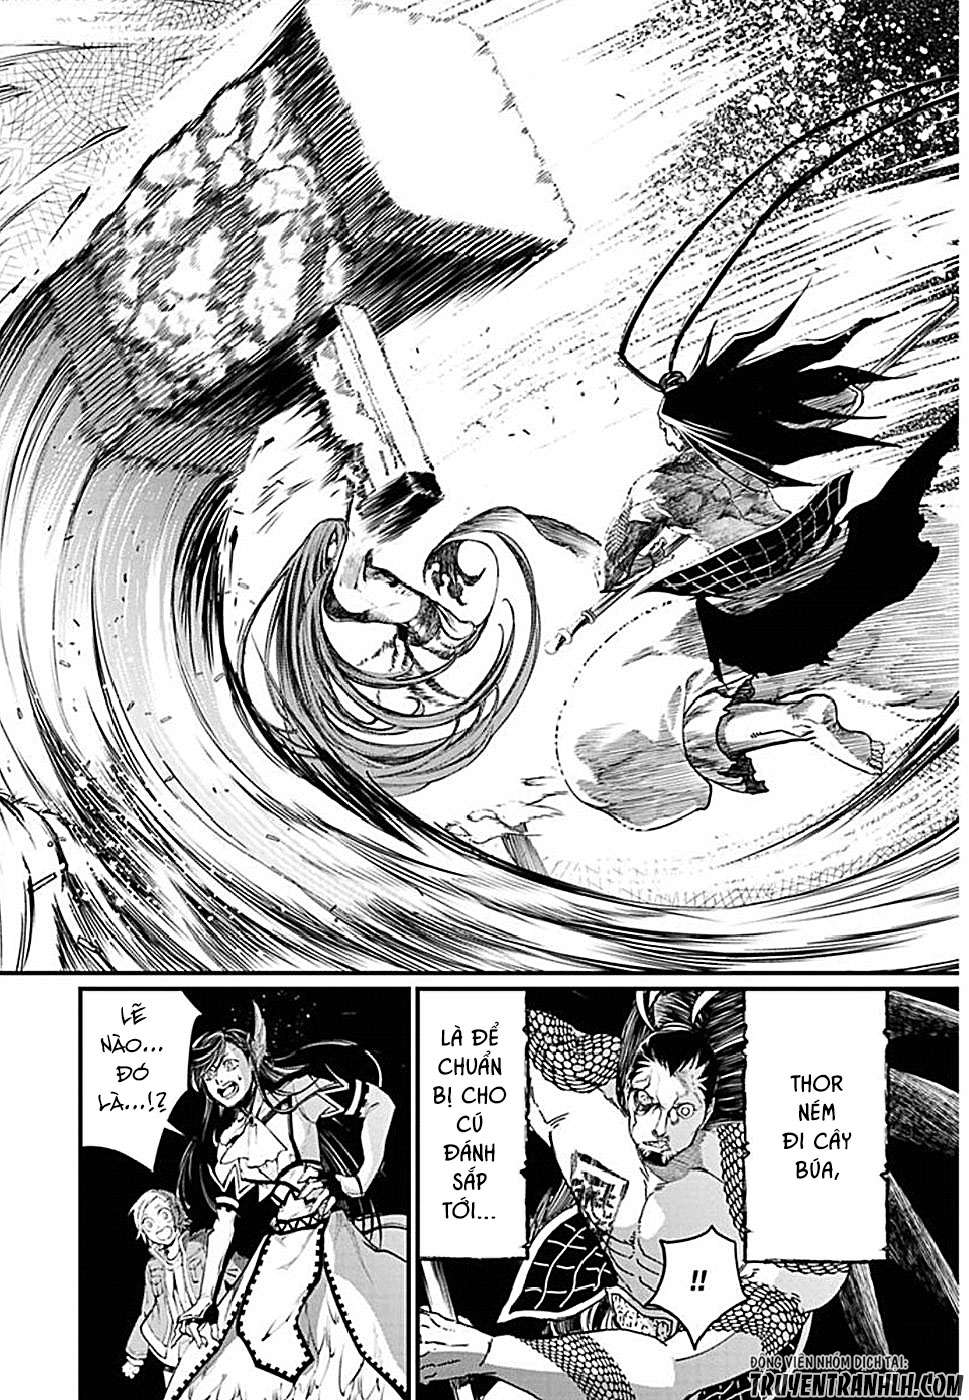 THOR
NÉM
ĐI CÂY
BÚA,
LÀ ĐỂ
CHUẨN
BỊ CHO
CÚ
ĐÁNH
SẮP
TỚI...
!!
LẼ
NÀO...
ĐÓ
LÀ...!?
ĐỘNG VIÊN NHÓM DỊCH TẠI:
TRUYENTRANHLH.COM